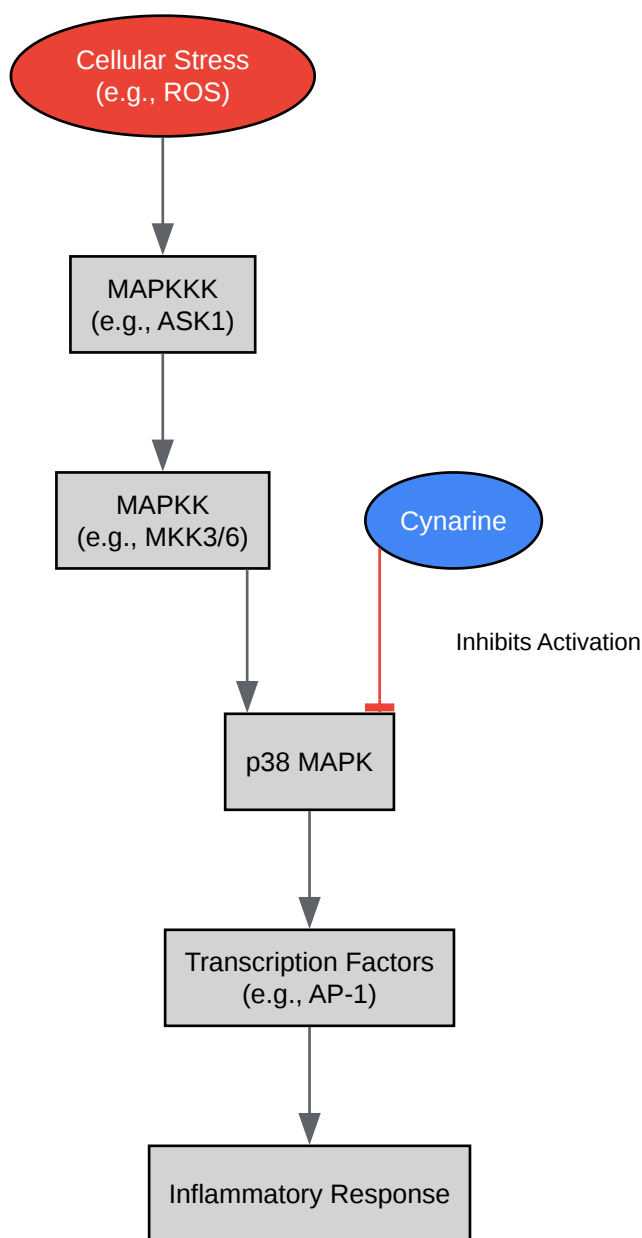 Cellular Stress
(e.g., ROS)
MAPKKK
(e.g., ASK1)
MAPKK
(e.g., MKK3/6)
Cynarine
Inhibits Activation
p38 MAPK
Transcription Factors
(e.g., AP-1)
Inflammatory Response